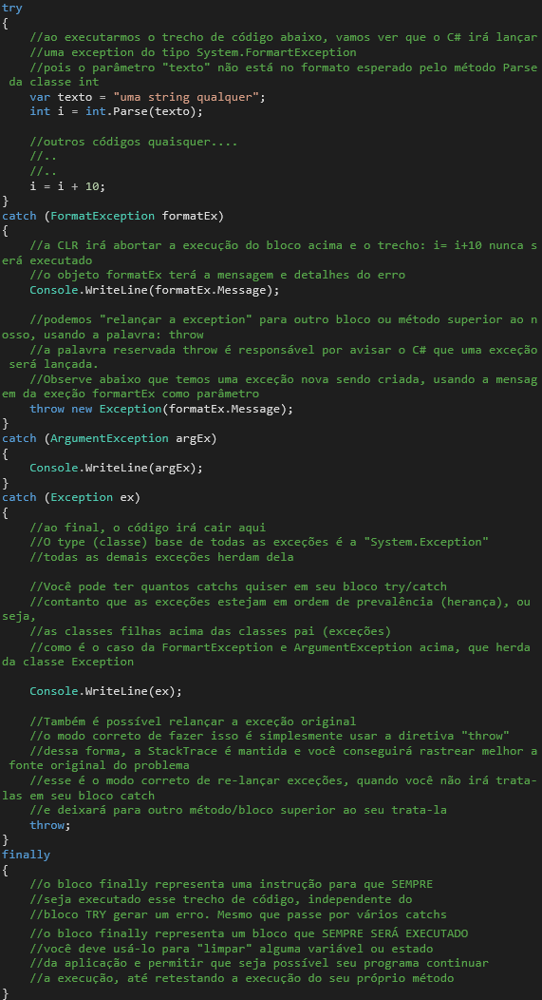 try
{
//ao executarmos o trecho de código abaixo, vamos ver que o C# irá lançar
//uma exception do tipo System.FormartException
//pois o parâmetro "texto" não está no formato esperado pelo método Parse
da classe int
var texto = "uma string qualquer";
int i = int.Parse(texto);
//outros códigos quaisquer....
//..
//..
i = i + 10;
}
catch (FormatException formatEx)
{
//a CLR irá abortar a execução do bloco acima e o trecho: i= i+10 nunca s
erá executado
//o objeto formatEx terá a mensagem e detalhes do erro
Console.WriteLine(formatEx.Message);
//podemos "relançar a exception" para outro bloco ou método superior ao n
osso, usando a palavra: throw
//a palavra reservada throw é responsável por avisar o C# que uma exceção
será lançada.
//Observe abaixo que temos uma exceção nova sendo criada, usando a mensag
em da exeção formartEx como parâmetro
throw new Exception(formatEx.Message);
}
catch (ArgumentException argEx)
{
Console.WriteLine(argEx);
}
catch (Exception ex)
{
//ao final, o código irá cair aqui
//O type (classe) base de todas as exceções é a "System.Exception"
//todas as demais exceções herdam dela
//Você pode ter quantos catchs quiser em seu bloco try/catch
//contanto que as exceções estejam em ordem de prevalência (herança), ou
seja,
//as classes filhas acima das classes pai (exceções)
//como é o caso da FormartException e ArgumentException acima, que herda
da classe Exception
Console.WriteLine(ex);
//Também é possível relançar a exceção original
//o modo correto de fazer isso é simplesmente usar a diretiva "throw"
//dessa forma, a StackTrace é mantida e você conseguirá rastrear melhor a
fonte original do problema
//esse é o modo correto de re-lançar exceções, quando você não irá trata-
las em seu bloco catch
//e deixará para outro método/bloco superior ao seu trata-la
throw;
}
finally
{
//o bloco finally representa uma instrução para que SEMPRE
//seja executado esse trecho de código, independente do
//bloco TRY gerar um erro. Mesmo que passe por vários catchs
//o bloco finally representa um bloco que SEMPRE SERÁ EXECUTADO
//você deve usá-lo para "limpar" alguma variável ou estado
//da aplicação e permitir que seja possível seu programa continuar
//a execução, até retestando a execução do seu próprio método
}